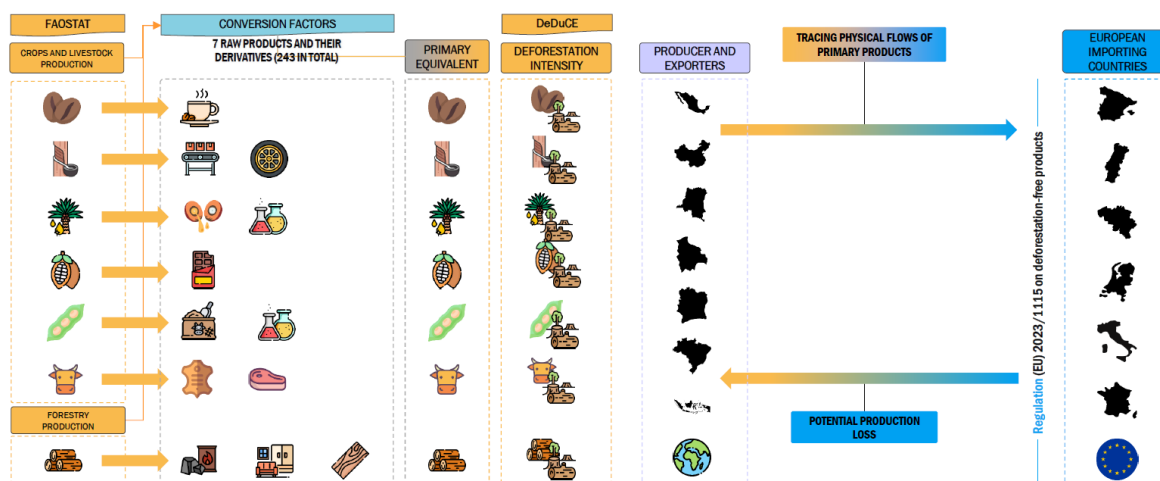 FAOSTAT
CROPS AND LIVESTOCK
PRODUCTION
CONVERSION FACTORS
7 RAW PRODUCTS AND THEIR
DERIVATIVES (243 IN TOTAL)
PRIMARY
EQUIVALENT
DeDuCE
DEFORESTATION
INTENSITY
PRODUCER AND
EXPORTERS
TRACING PHYSICAL FLOWS OF
PRIMARY PRODUCTS
EUROPEAN
IMPORTING
COUNTRIES
Regulation (EU) 2023/1115 on deforestation-free products
POTENTIAL PRODUCTION
LOSS
FORESTRY
PRODUCTION